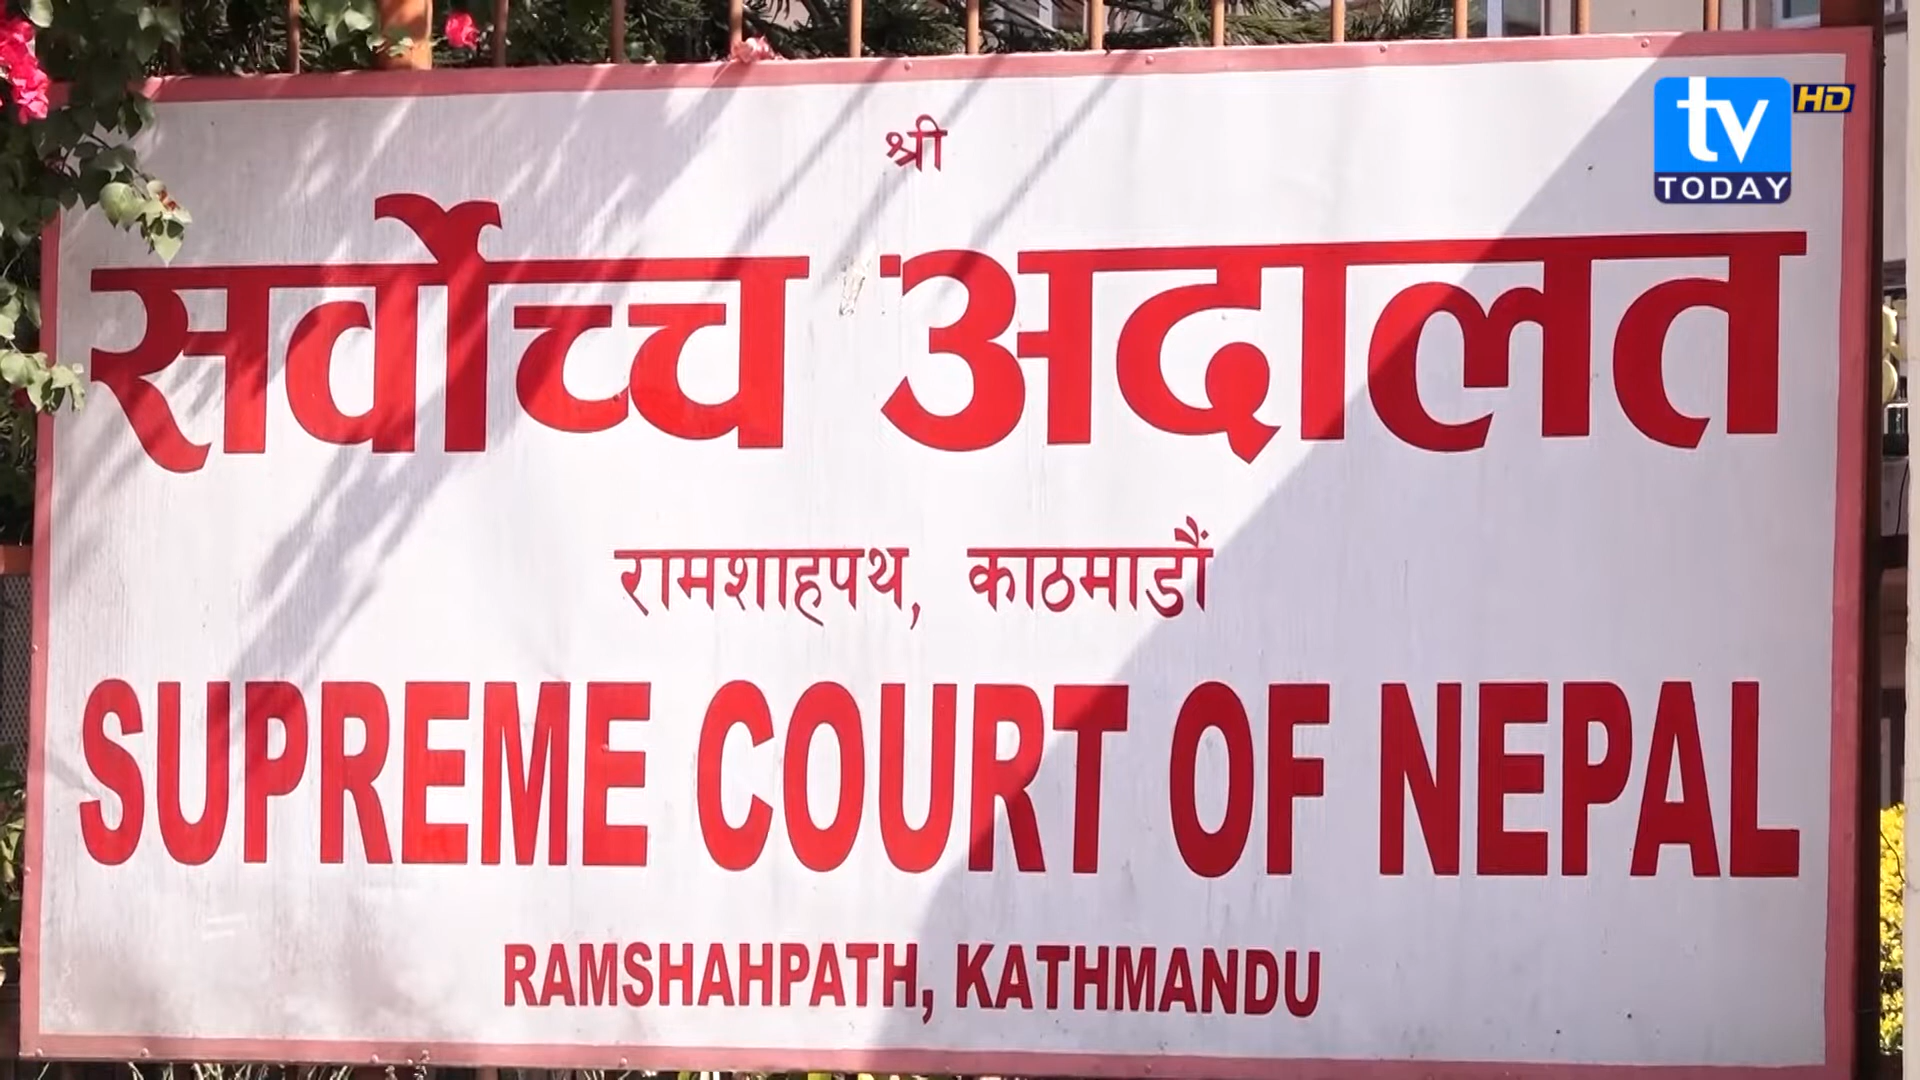 tv HD
TODAY
श्री
सर्वोच्च अदालत
रामशाहपथ, काठमाडौं
SUPREME COURT OF NEPAL
RAMSHAHPATH, KATHMANDU